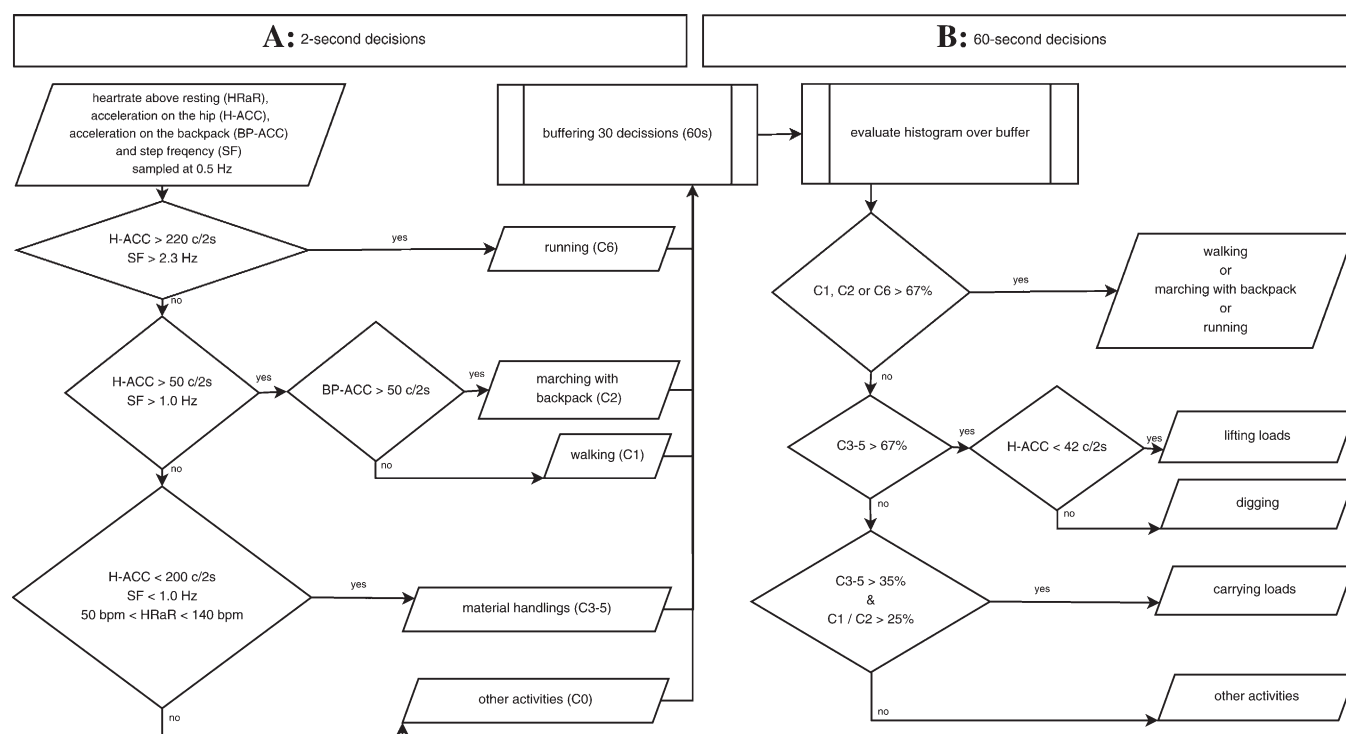 A: 2-second decisions
B: 60-second decisions
heartrate above resting (HRaR),
acceleration on the hip (H-ACC),
acceleration on the backpack (BP-ACC)
and step freqency (SF)
sampled at 0.5 Hz
H-ACC > 220 c/2s
SF > 2.3 Hz
yes
running (C6)
no
H-ACC > 50 c/2s
SF > 1.0 Hz
yes
BP-ACC > 50 c/2s
yes
marching with
backpack (C2)
no
walking (C1)
no
H-ACC < 200 c/2s
SF < 1.0 Hz
50 bpm < HRaR < 140 bpm
yes
material handlings (C3-5)
no
other activities (C0)
buffering 30 decissions (60s)
evaluate histogram over buffer
C1, C2 or C6 > 67%
yes
walking
or
marching with backpack
or
running
no
C3-5 > 67%
yes
H-ACC < 42 c/2s
yes
lifting loads
no
digging
no
C3-5 > 35%
&
C1 / C2 > 25%
yes
carrying loads
no
other activities